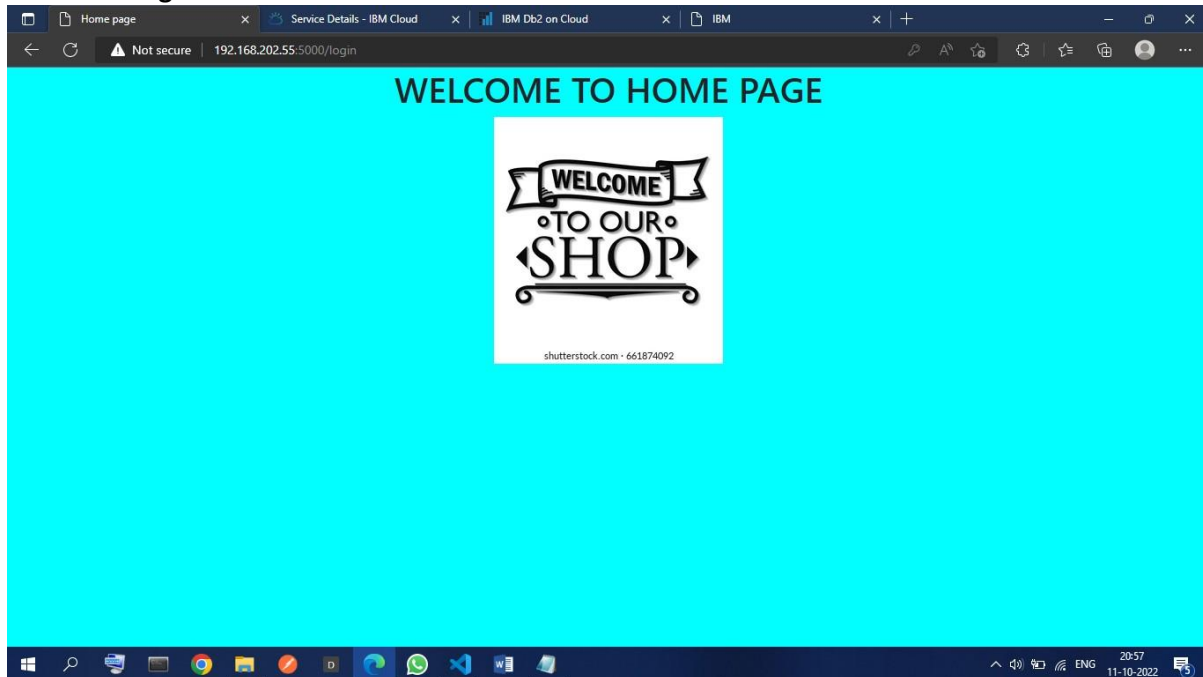 Home page
Service Details - IBM Cloud
IBM Db2 on Cloud
IBM
Not secure
192.168.202.55:5000/login
WELCOME TO HOME PAGE
WELCOME
TO OUR
SHOP
shutterstock.com · 661874092
ENG
20:57
11-10-2022
5